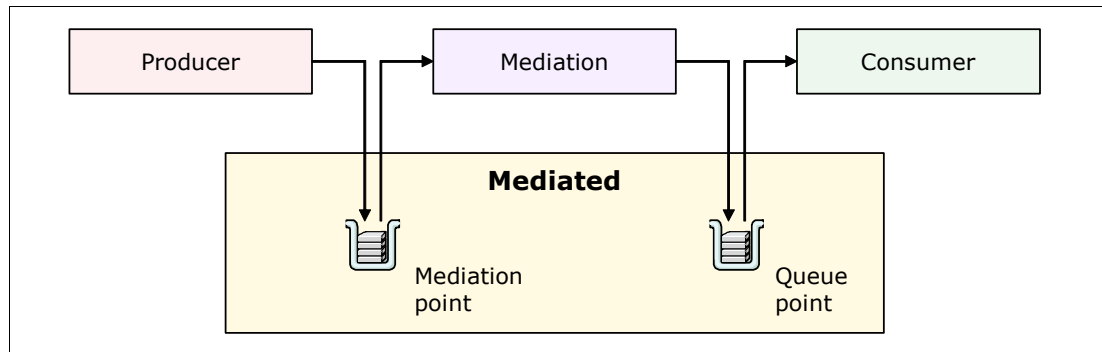 Producer
Mediation
Consumer
Mediated
Mediation
point
Queue
point